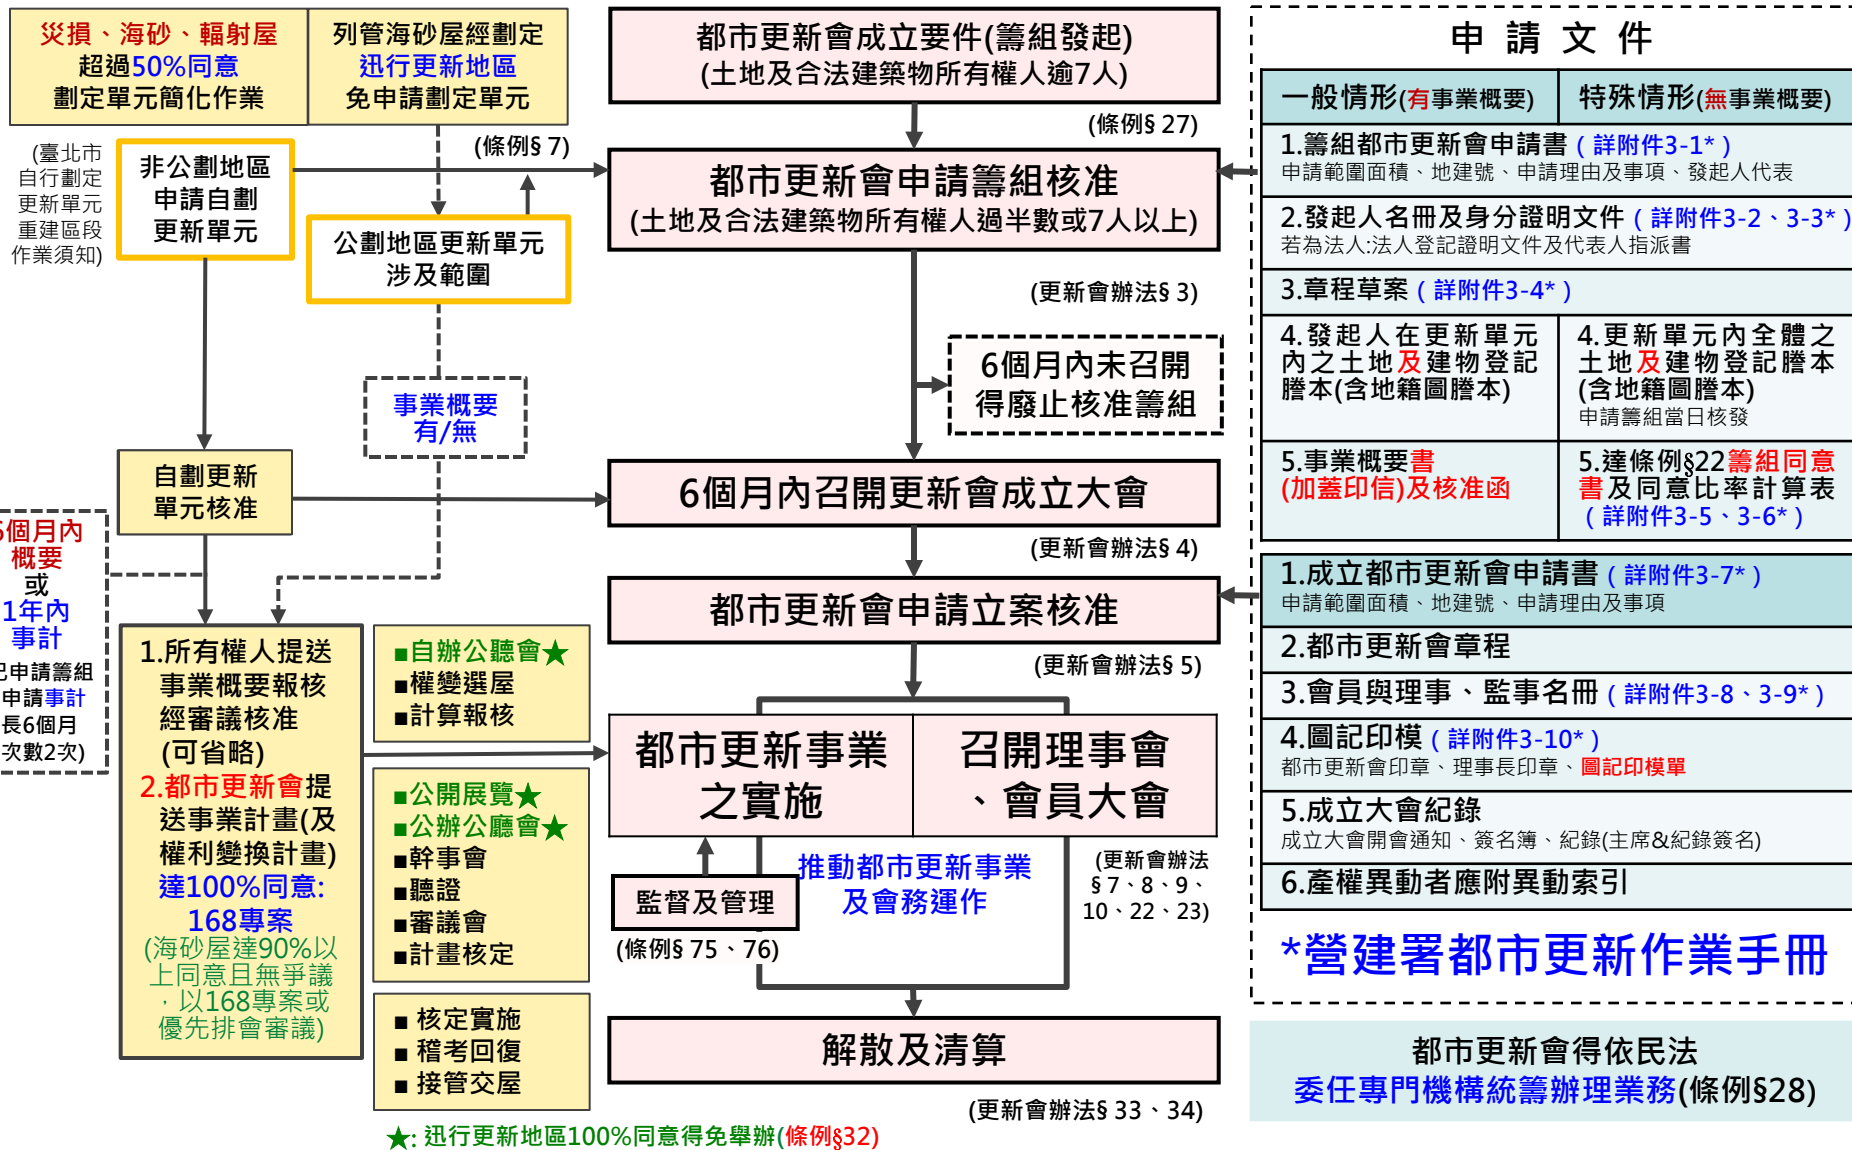 災損、海砂、輻射屋
超過50%同意
劃定單元簡化作業
列管海砂屋經劃定
迅行更新地區
免申請劃定單元
(臺北市
自行劃定
更新單元
重建區段
作業須知)
非公劃地區
申請自劃
更新單元
(條例§ 7)
公劃地區更新單元
涉及範圍
事業概要
有/無
自劃更新
單元核准
6個月內
概要
或
1年內
事計
已申請籌組
申請事計
長6個月
次數2次)
1.所有權人提送
事業概要報核
經審議核准
(可省略)
2.都市更新會提
送事業計畫(及
權利變換計畫)
達100%同意:
168專案
(海砂屋達90%以
上同意且無爭議
，以168專案或
優先排會審議)
■自辦公聽會★
■權變選屋
■計算報核
■公開展覽★
■公辦公廳會★
■幹事會
■聽證
■審議會
■計畫核定
■ 核定實施
■ 稽考回復
■ 接管交屋
★: 迅行更新地區100%同意得免舉辦(條例§32)
都市更新會成立要件(籌組發起)
(土地及合法建築物所有權人逾7人)
(條例§ 27)
都市更新會申請籌組核准
(土地及合法建築物所有權人過半數或7人以上)
(更新會辦法§ 3)
6個月內未召開
得廢止核准籌組
6個月內召開更新會成立大會
(更新會辦法§ 4)
都市更新會申請立案核准
(更新會辦法§ 5)
都市更新事業
之實施
召開理事會
、會員大會
監督及管理
(條例§ 75、76)
推動都市更新事業
及會務運作
(更新會辦法
§ 7、8、9、
10、22、23)
解散及清算
(更新會辦法§ 33、34)
申 請 文 件
一般情形(有事業概要)
特殊情形(無事業概要)
1.籌組都市更新會申請書（詳附件3-1*）
申請範圍面積、地建號、申請理由及事項、發起人代表
2.發起人名冊及身分證明文件（詳附件3-2、3-3*）
若為法人:法人登記證明文件及代表人指派書
3.章程草案（詳附件3-4*）
4.發起人在更新單元
內之土地及建物登記
謄本(含地籍圖謄本)
4.更新單元內全體之
土地及建物登記謄本
(含地籍圖謄本)
申請籌組當日核發
5.事業概要書
(加蓋印信)及核准函
5.達條例§22籌組同意
書及同意比率計算表
（詳附件3-5、3-6*）
1.成立都市更新會申請書（詳附件3-7*）
申請範圍面積、地建號、申請理由及事項
2.都市更新會章程
3.會員與理事、監事名冊（詳附件3-8、3-9*）
4.圖記印模（詳附件3-10*）
都市更新會印章、理事長印章、圖記印模單
5.成立大會紀錄
成立大會開會通知、簽名簿、紀錄(主席&紀錄簽名)
6.產權異動者應附異動索引
*營建署都市更新作業手冊
都市更新會得依民法
委任專門機構統籌辦理業務(條例§28)